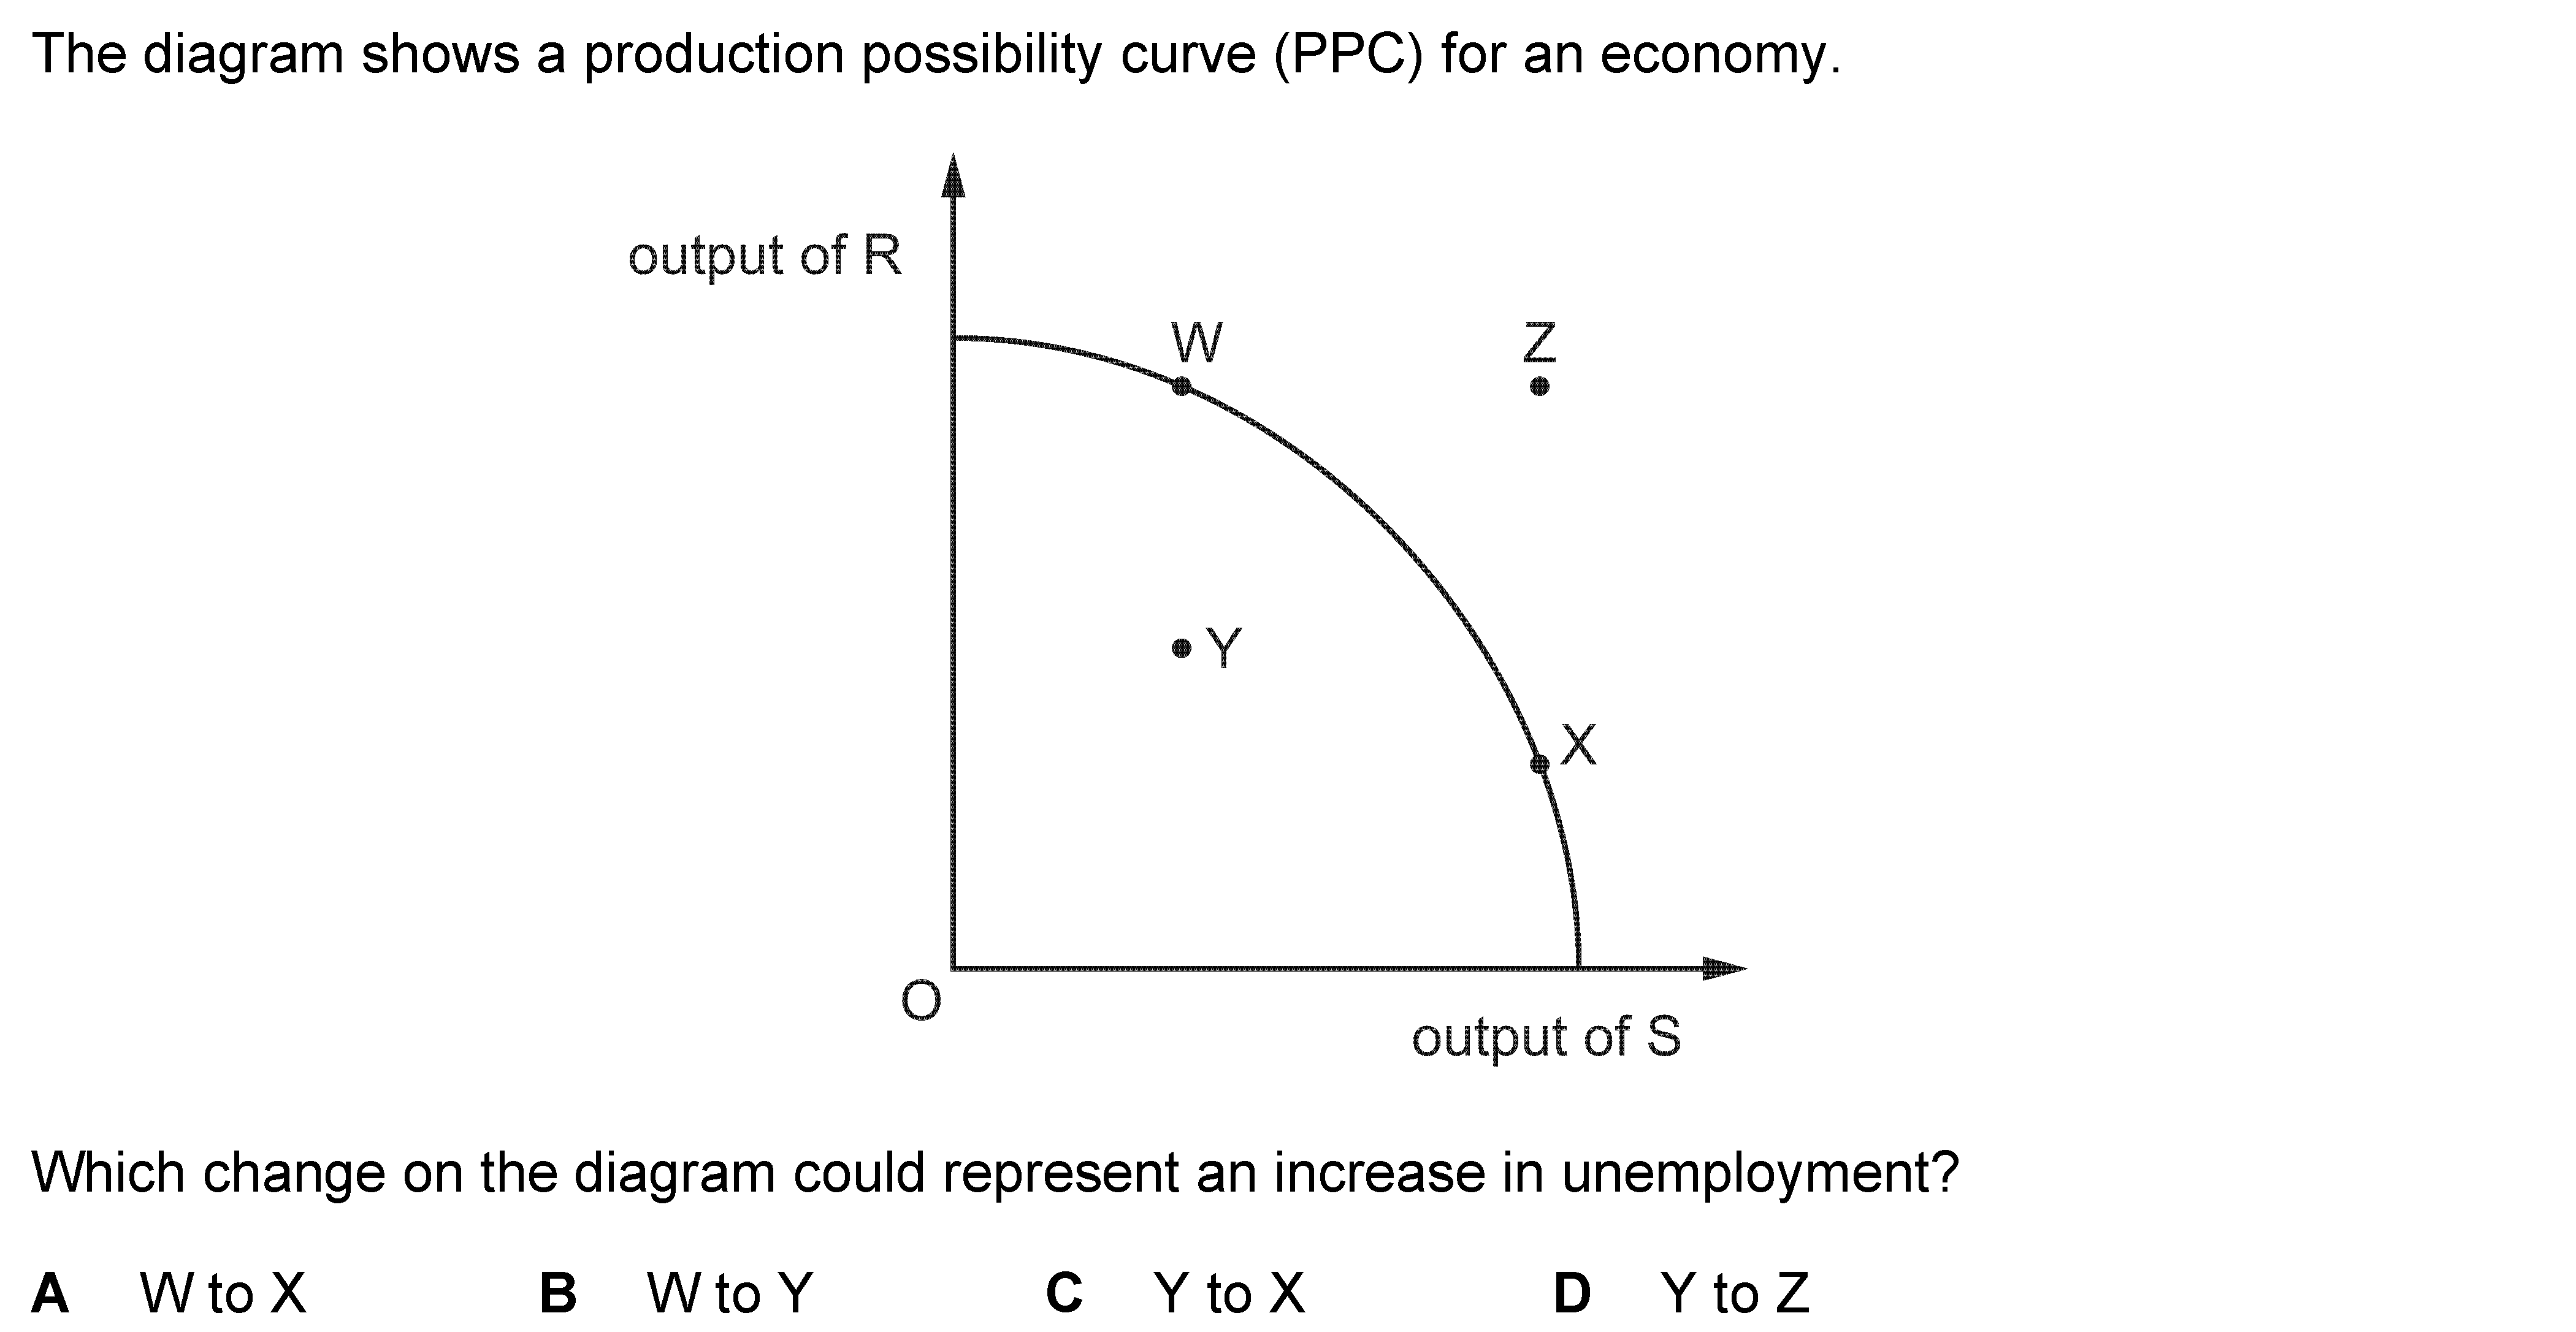 The diagram shows a production possibility curve (PPC) for an economy.
output of R
W
Z
Y
X
O
output of S
Which change on the diagram could represent an increase in unemployment?
A W to X B W to Y C Y to X D Y to Z